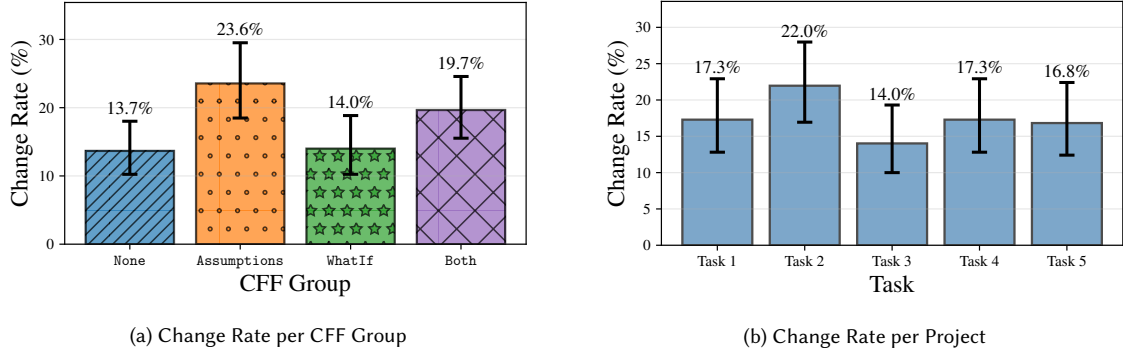 Change Rate (%)
30
20
10
0
13.7%
23.6%
14.0%
19.7%
None
Assumptions
WhatIf
Both
CFF Group
(a) Change Rate per CFF Group
Change Rate (%)
30
25
20
15
10
5
0
17.3%
22.0%
14.0%
17.3%
16.8%
Task 1
Task 2
Task 3
Task 4
Task 5
Task
(b) Change Rate per Project